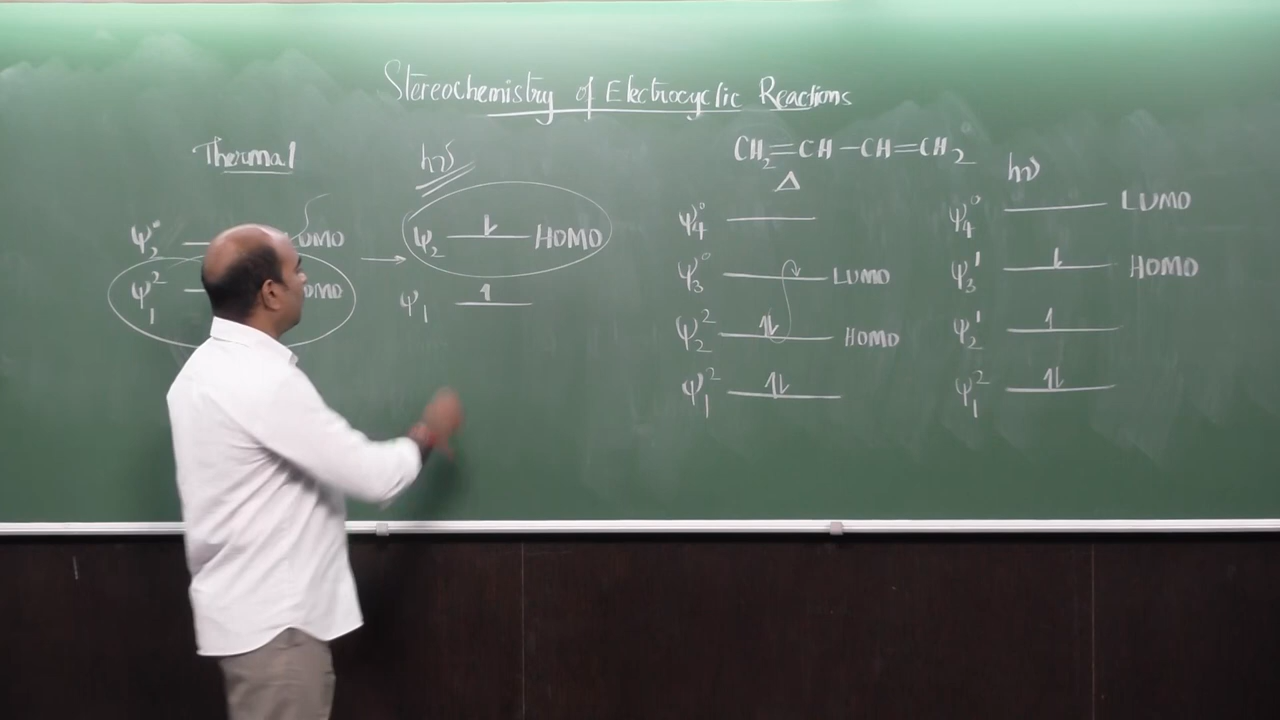 Stereochemistry of Electrocyclic Reactions
Thermal
hν
ψ₂° UMO
ψ₁² OMO
→
ψ₂ ⇂ HOMO
ψ₁ ↿
CH₂=CH–CH=CH₂
Δ
ψ₄°
ψ₃° LUMO
ψ₂² ↿⇂ HOMO
ψ₁² ↿⇂
hν
ψ₄° LUMO
ψ₃¹ ⇂ HOMO
ψ₂¹ ↿
ψ₁² ↿⇂